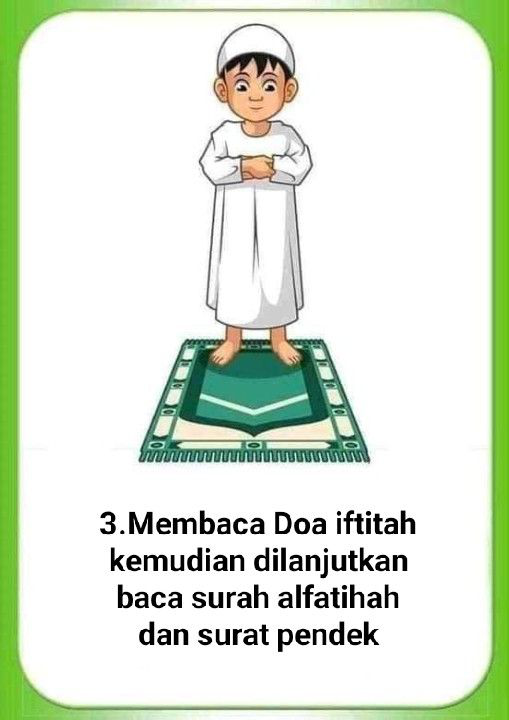 3.Membaca Doa iftitah
kemudian dilanjutkan
baca surah alfatihah
dan surat pendek